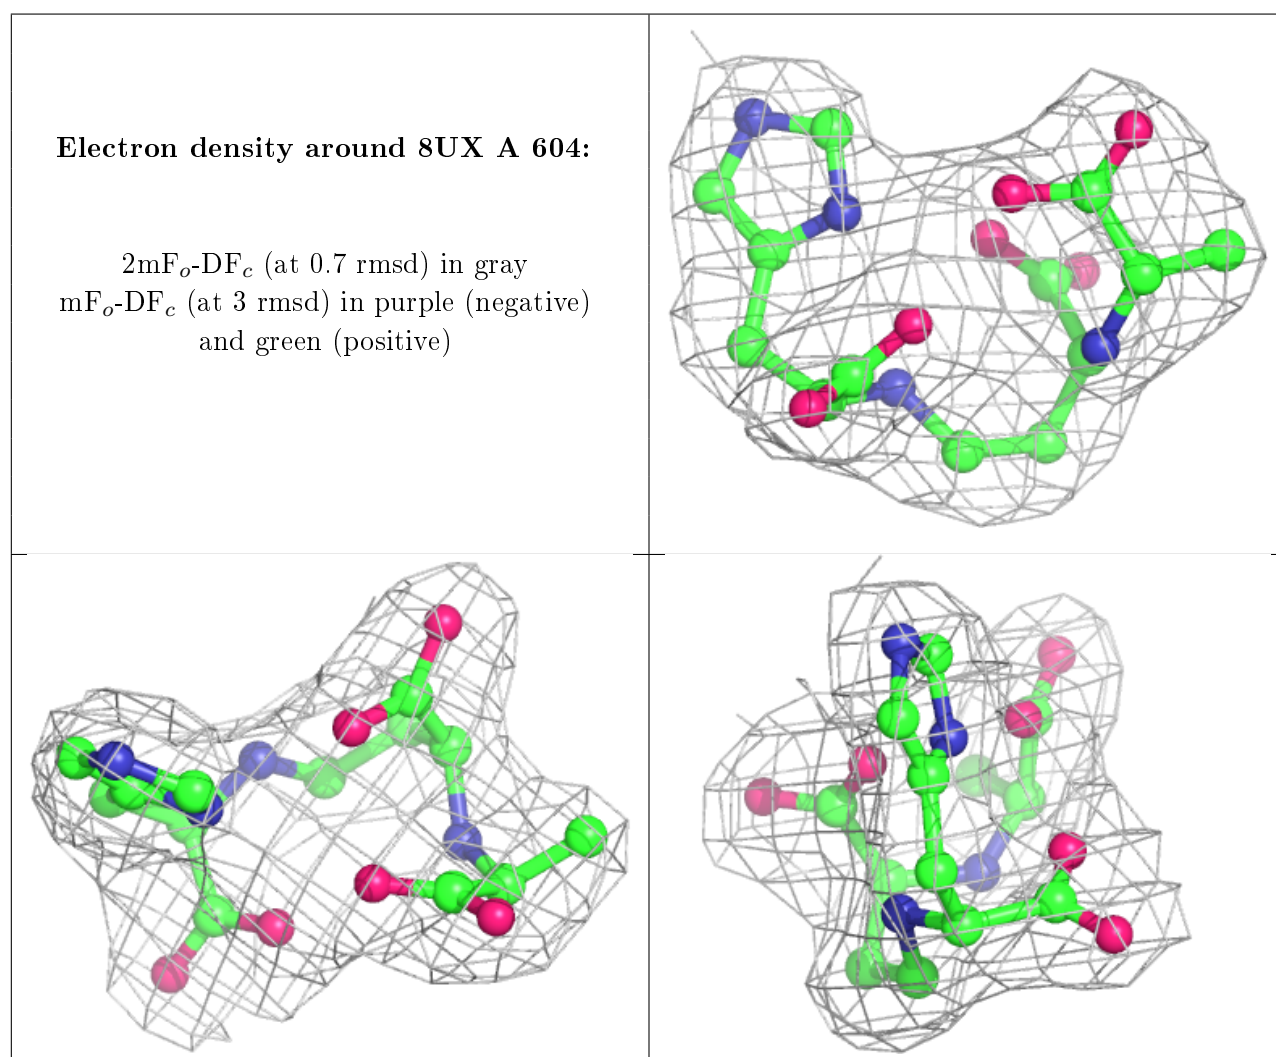 Electron density around 8UX A 604:
2mFo-DFc (at 0.7 rmsd) in gray
mFo-DFc (at 3 rmsd) in purple (negative)
and green (positive)